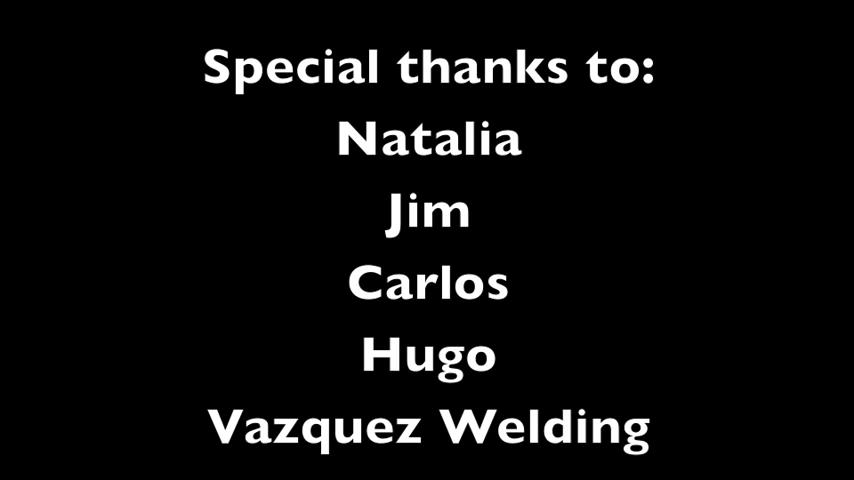 Special thanks to:
Natalia
Jim
Carlos
Hugo
Vazquez Welding